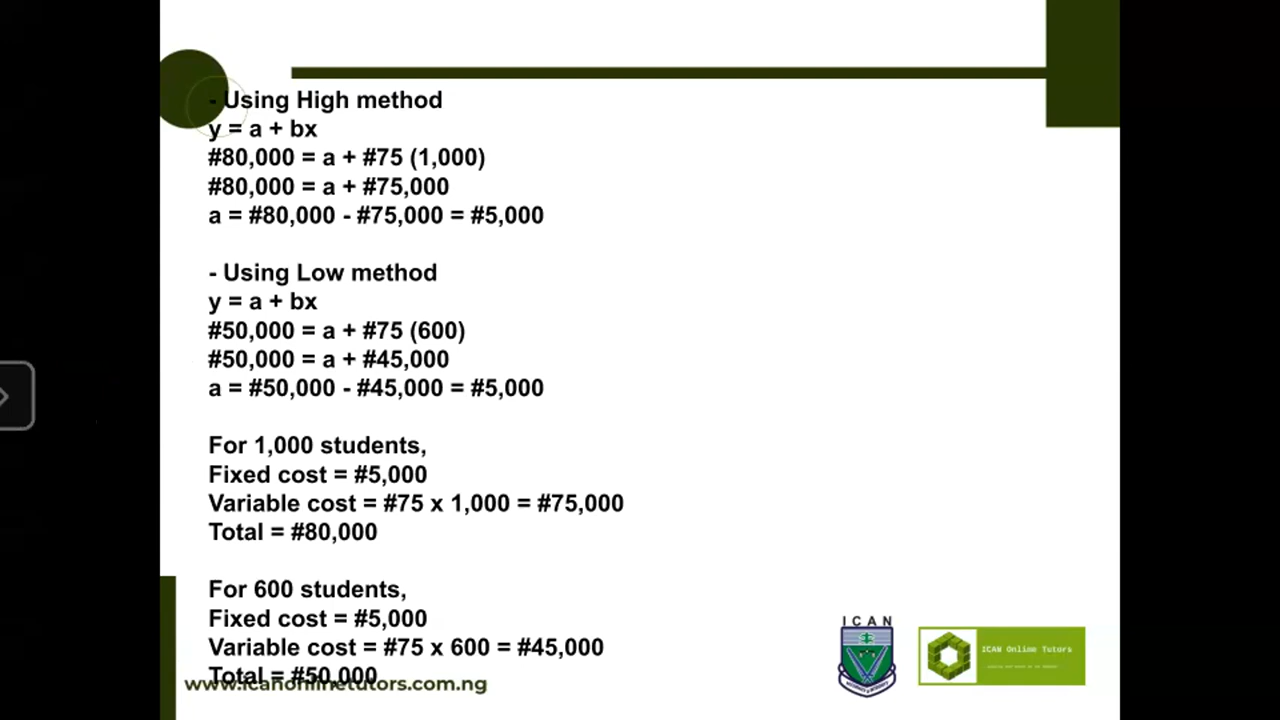 - Using High method
y = a + bx
#80,000 = a + #75 (1,000)
#80,000 = a + #75,000
a = #80,000 - #75,000 = #5,000
- Using Low method
y = a + bx
#50,000 = a + #75 (600)
#50,000 = a + #45,000
a = #50,000 - #45,000 = #5,000
For 1,000 students,
Fixed cost = #5,000
Variable cost = #75 x 1,000 = #75,000
Total = #80,000
For 600 students,
Fixed cost = #5,000
Variable cost = #75 x 600 = #45,000
Total = #50,000
www.icanonlinetutors.com.ng
ICAN
ICAN Online Tutors